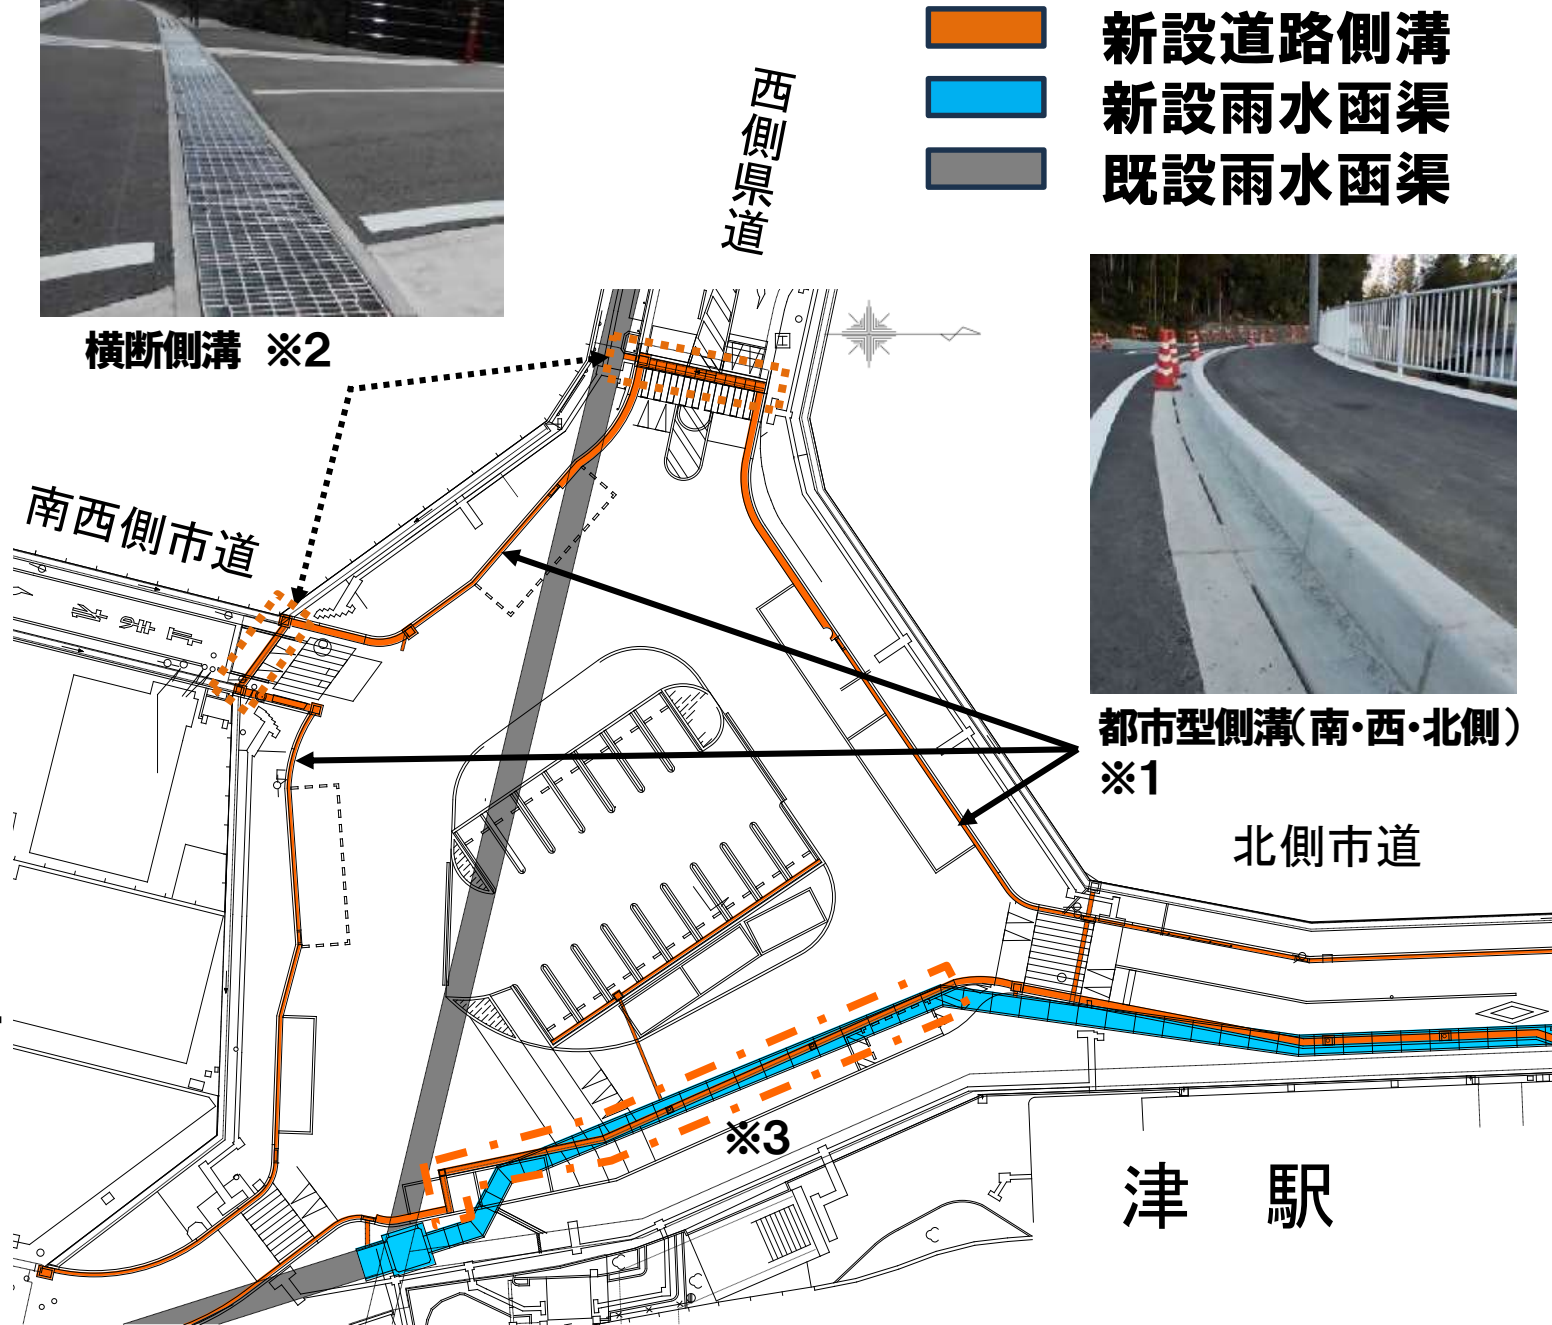 新設道路側溝
新設雨水函渠
既設雨水函渠
西側県道
横断側溝 ※2
南西側市道
都市型側溝(南・西・北側)
※1
北側市道
※3
津 駅